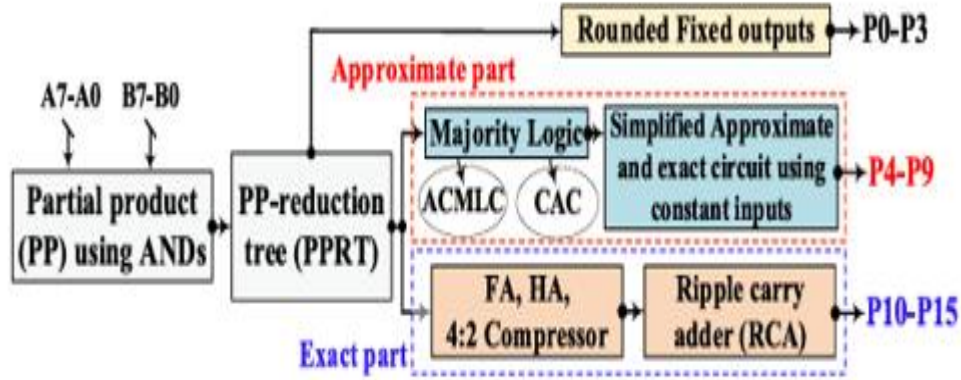 Rounded Fixed outputs
P0-P3
Approximate part
A7-A0
B7-B0
Majority Logic
ACMLC
CAC
Simplified Approximate
and exact circuit using
constant inputs
P4-P9
Partial product
(PP) using ANDs
PP-reduction
tree (PPRT)
FA, HA,
4:2 Compressor
Ripple carry
adder (RCA)
P10-P15
Exact part